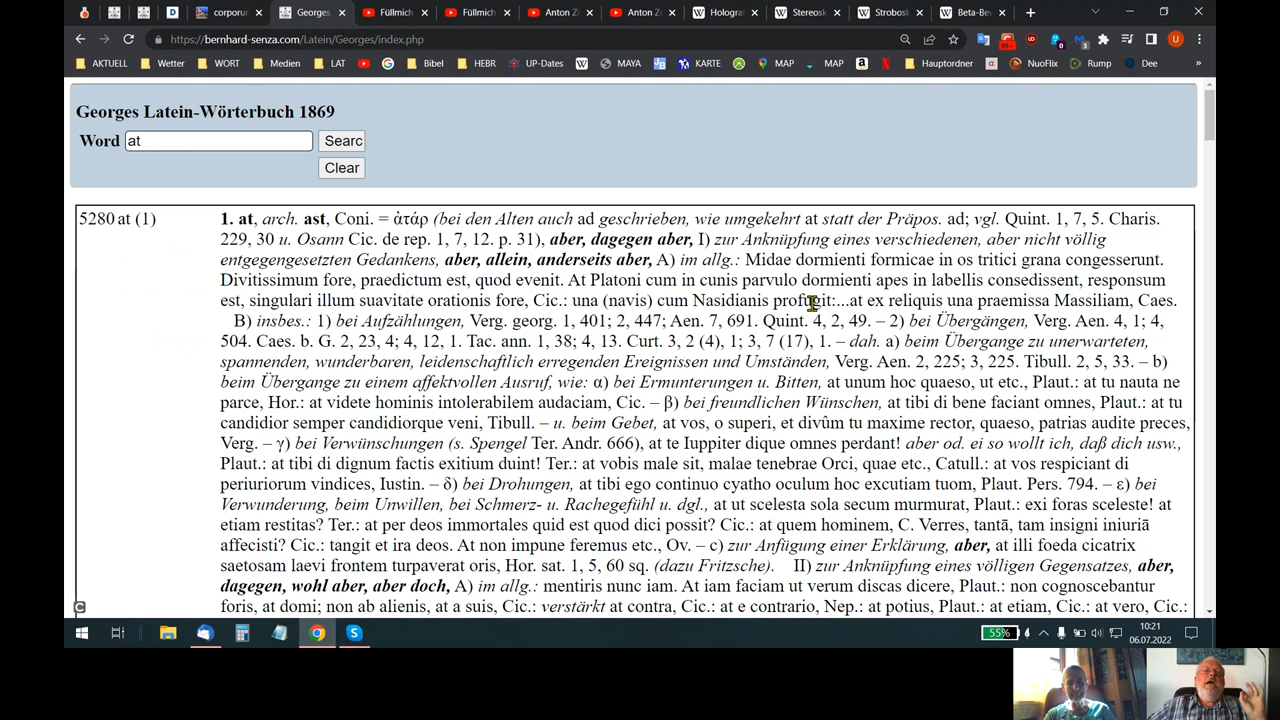 corporun
Georges
Füllmich
Füllmich
Anton Z
Anton Z
Hologra
Stereosk
Strobos
Beta-Be
https://bernhard-senza.com/Latein/Georges/index.php
AKTUELL Wetter WORT Medien LAT Bibel HEBR UP-Dates MAYA KARTE MAP MAP Hauptordner NuoFlix Rump Dee
Georges Latein-Wörterbuch 1869
Word at Searc
Clear
5280 at (1) 1. at, arch. ast, Coni. = ἀτάρ (bei den Alten auch ad geschrieben, wie umgekehrt at statt der Präpos. ad; vgl. Quint. 1, 7, 5. Charis.
229, 30 u. Osann Cic. de rep. 1, 7, 12. p. 31), aber, dagegen aber, I) zur Anknüpfung eines verschiedenen, aber nicht völlig
entgegengesetzten Gedankens, aber, allein, anderseits aber, A) im allg.: Midae dormienti formicae in os tritici grana congesserunt.
Divitissimum fore, praedictum est, quod evenit. At Platoni cum in cunis parvulo dormienti apes in labellis consedissent, responsum
est, singulari illum suavitate orationis fore, Cic.: una (navis) cum Nasidianis profugit:...at ex reliquis una praemissa Massiliam, Caes.
B) insbes.: 1) bei Aufzählungen, Verg. georg. 1, 401; 2, 447; Aen. 7, 691. Quint. 4, 2, 49. – 2) bei Übergängen, Verg. Aen. 4, 1; 4,
504. Caes. b. G. 2, 23, 4; 4, 12, 1. Tac. ann. 1, 38; 4, 13. Curt. 3, 2 (4), 1; 3, 7 (17), 1. – dah. a) beim Übergange zu unerwarteten,
spannenden, wunderbaren, leidenschaftlich erregenden Ereignissen und Umständen, Verg. Aen. 2, 225; 3, 225. Tibull. 2, 5, 33. – b)
beim Übergange zu einem affektvollen Ausruf, wie: α) bei Ermunterungen u. Bitten, at unum hoc quaeso, ut etc., Plaut.: at tu nauta ne
parce, Hor.: at videte hominis intolerabilem audaciam, Cic. – β) bei freundlichen Wünschen, at tibi di bene faciant omnes, Plaut.: at tu
candidior semper candidiorque veni, Tibull. – u. beim Gebet, at vos, o superi, et divûm tu maxime rector, quaeso, patrias audite preces,
Verg. – γ) bei Verwünschungen (s. Spengel Ter. Andr. 666), at te Iuppiter dique omnes perdant! aber od. ei so wollt ich, daß dich usw.,
Plaut.: at tibi di dignum factis exitium duint! Ter.: at vobis male sit, malae tenebrae Orci, quae etc., Catull.: at vos respiciant di
periuriorum vindices, Iustin. – δ) bei Drohungen, at tibi ego continuo cyatho oculum hoc excutiam tuom, Plaut. Pers. 794. – ε) bei
Verwunderung, beim Unwillen, bei Schmerz- u. Rachegefühl u. dgl., at ut scelesta sola secum murmurat, Plaut.: exi foras sceleste! at
etiam restitas? Ter.: at per deos immortales quid est quod dici possit? Cic.: at quem hominem, C. Verres, tantā, tam insigni iniuriā
affecisti? Cic.: tangit et ira deos. At non impune feremus etc., Ov. – c) zur Anfügung einer Erklärung, aber, at illi foeda cicatrix
saetosam laevi frontem turpaverat oris, Hor. sat. 1, 5, 60 sq. (dazu Fritzsche). II) zur Anknüpfung eines völligen Gegensatzes, aber,
dagegen, wohl aber, aber doch, A) im allg.: mentiris nunc iam. At iam faciam ut verum discas dicere, Plaut.: non cognoscebantur
foris, at domi; non ab alienis, at a suis, Cic.: verstärkt at contra, Cic.: at e contrario, Nep.: at potius, Plaut.: at etiam, Cic.: at vero, Cic.:
55% 10:21
06.07.2022